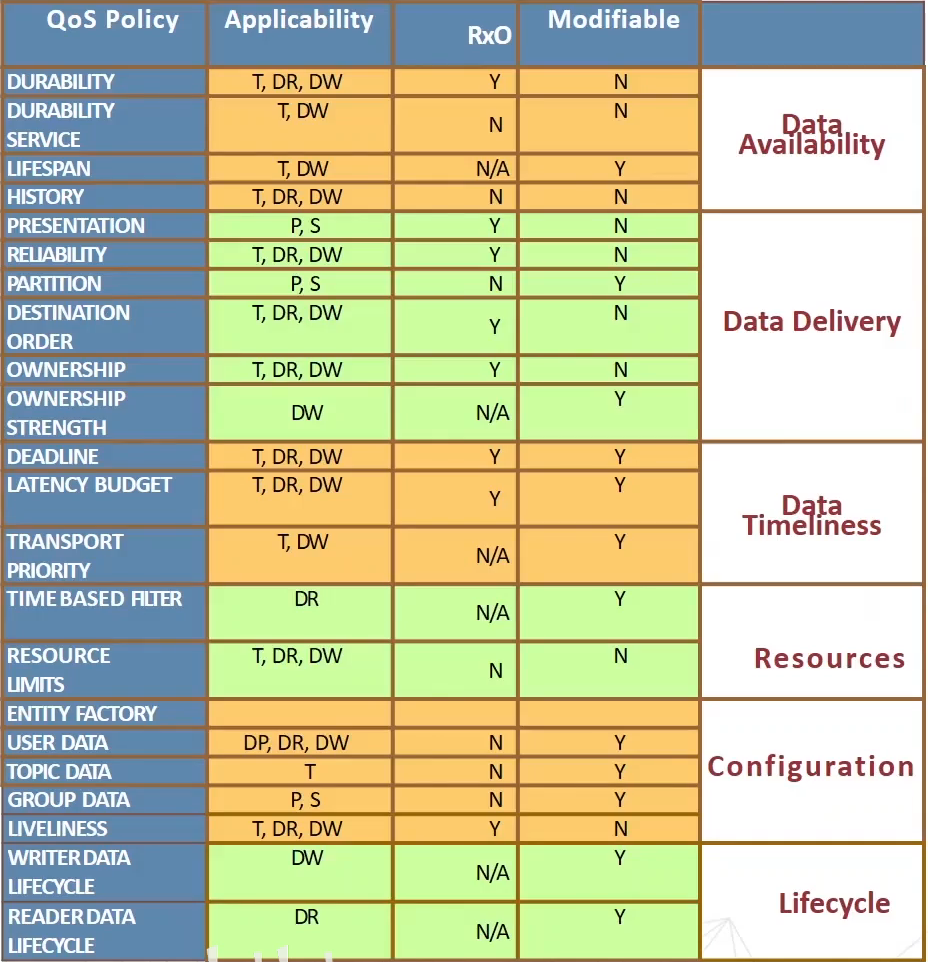 QoS Policy Applicability RxO Modifiable
DURABILITY T, DR, DW Y N
DURABILITY SERVICE T, DW N N
LIFESPAN T, DW N/A Y
HISTORY T, DR, DW N N
Data
Availability
PRESENTATION P, S Y N
RELIABILITY T, DR, DW Y N
PARTITION P, S N Y
DESTINATION ORDER T, DR, DW Y N
OWNERSHIP T, DR, DW Y N
OWNERSHIP STRENGTH DW N/A Y
Data Delivery
DEADLINE T, DR, DW Y Y
LATENCY BUDGET T, DR, DW Y Y
TRANSPORT PRIORITY T, DW N/A Y
Data
Timeliness
TIME BASED FILTER DR N/A Y
RESOURCE LIMITS T, DR, DW N N
Resources
ENTITY FACTORY
USER DATA DP, DR, DW N Y
TOPIC DATA T N Y
GROUP DATA P, S N Y
LIVELINESS T, DR, DW Y N
Configuration
WRITER DATA LIFECYCLE DW N/A Y
READER DATA LIFECYCLE DR N/A Y
Lifecycle